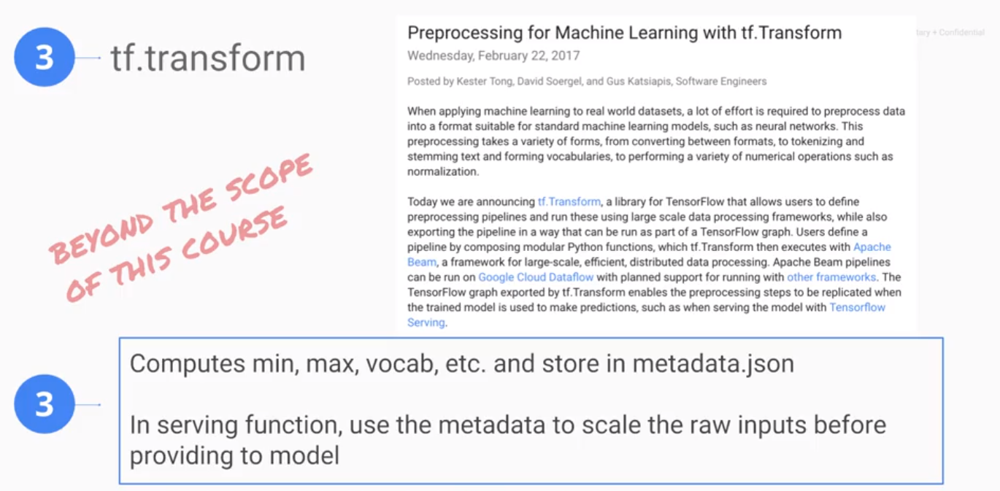 3
tf.transform
Preprocessing for Machine Learning with tf.Transform
Wednesday, February 22, 2017
Posted by Kester Tong, David Soergel, and Gus Katsiapis, Software Engineers
When applying machine learning to real world datasets, a lot of effort is required to preprocess data
into a format suitable for standard machine learning models, such as neural networks. This
preprocessing takes a variety of forms, from converting between formats, to tokenizing and
stemming text and forming vocabularies, to performing a variety of numerical operations such as
normalization.
Today we are announcing tf.Transform, a library for TensorFlow that allows users to define
preprocessing pipelines and run these using large scale data processing frameworks, while also
exporting the pipeline in a way that can be run as part of a TensorFlow graph. Users define a
pipeline by composing modular Python functions, which tf.Transform then executes with Apache
Beam, a framework for large-scale, efficient, distributed data processing. Apache Beam pipelines
can be run on Google Cloud Dataflow with planned support for running with other frameworks. The
TensorFlow graph exported by tf.Transform enables the preprocessing steps to be replicated when
the trained model is used to make predictions, such as when serving the model with Tensorflow
Serving.
+ Confidential
BEYOND THE SCOPE
OF THIS COURSE
3
Computes min, max, vocab, etc. and store in metadata.json
In serving function, use the metadata to scale the raw inputs before
providing to model